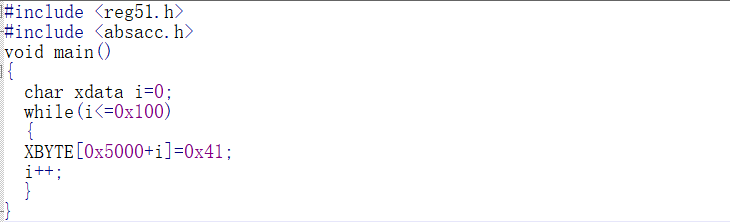 #include <reg51.h>
#include <absacc.h>
void main()
{
char xdata i=0;
while(i<=0x100)
{
XBYTE[0x5000+i]=0x41;
i++;
}
}